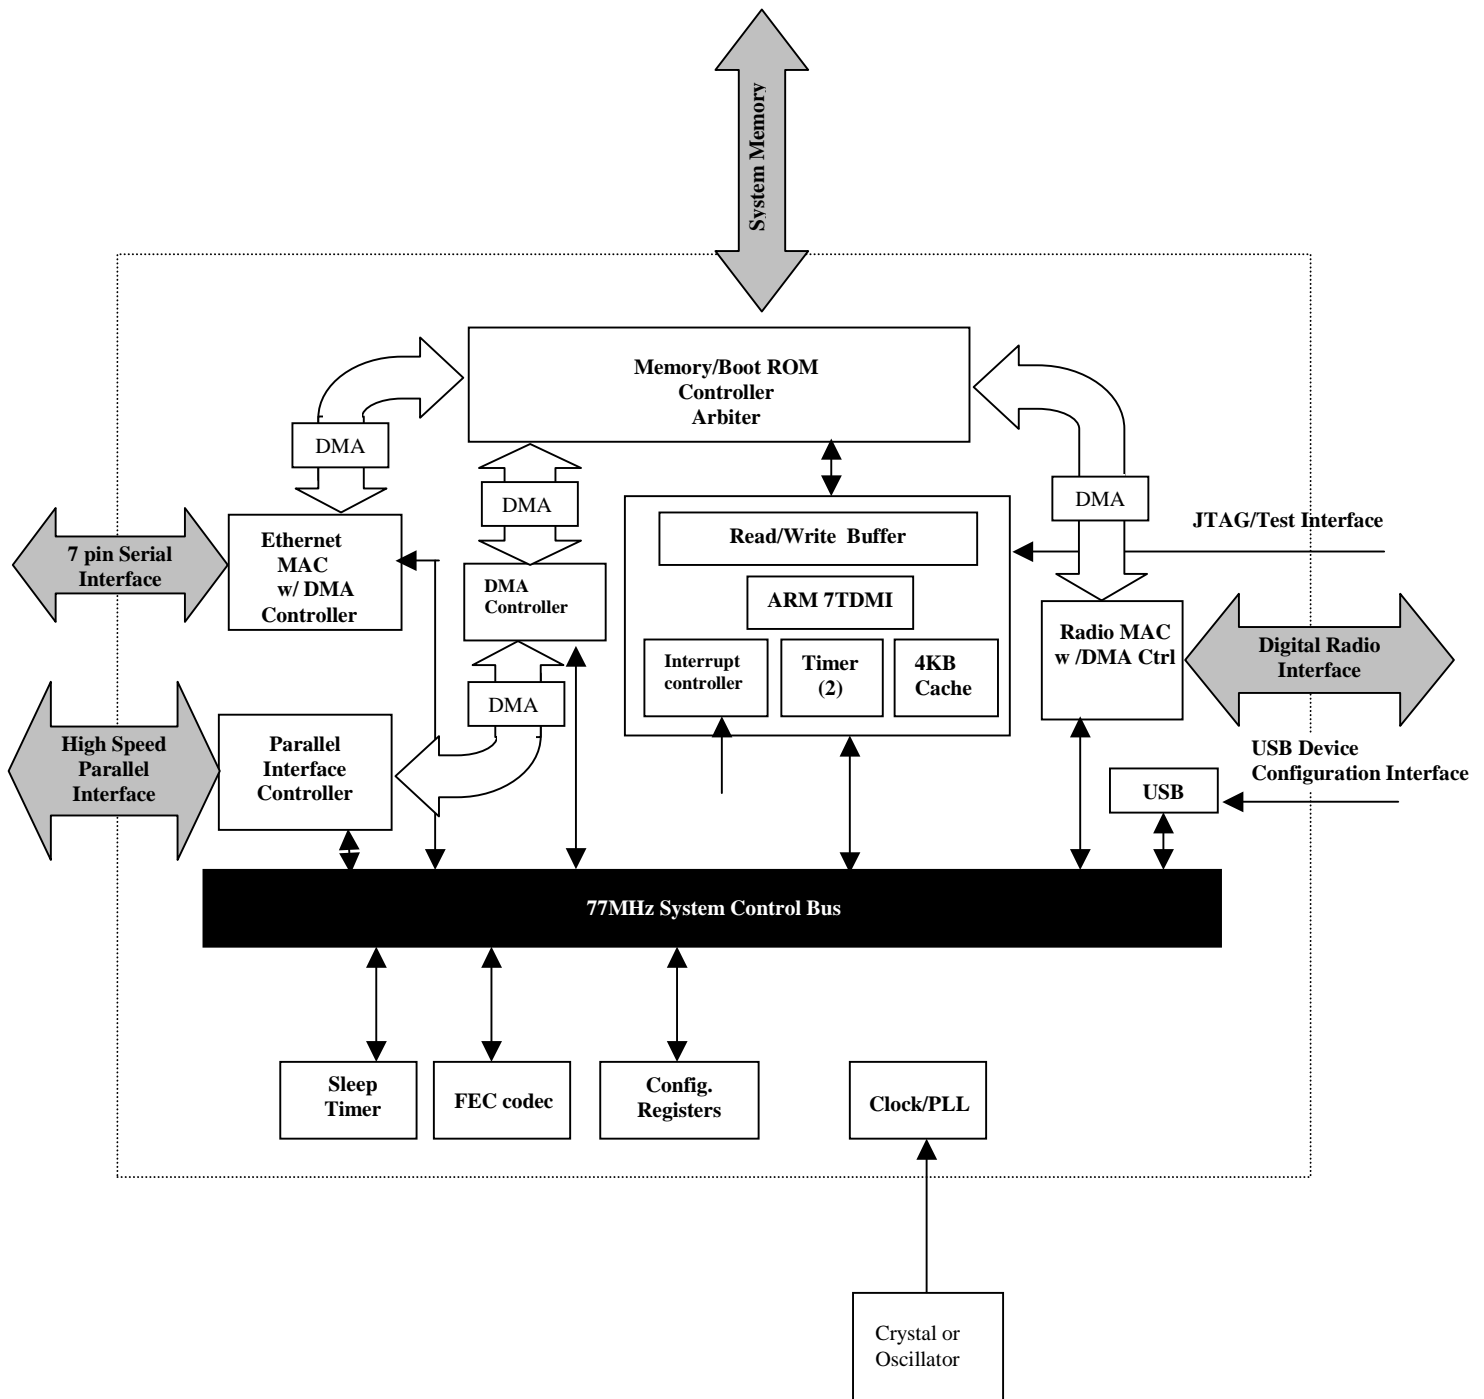 System Memory
Memory/Boot ROM
Controller
Arbiter
DMA
DMA
DMA
7 pin Serial
Interface
Ethernet
MAC
w/ DMA
Controller
DMA
Controller
Read/Write Buffer
ARM 7TDMI
Interrupt
controller
Timer
(2)
4KB
Cache
JTAG/Test Interface
Radio MAC
w /DMA Ctrl
Digital Radio
Interface
DMA
High Speed
Parallel
Interface
Parallel
Interface
Controller
USB Device
Configuration Interface
USB
77MHz System Control Bus
Sleep
Timer
FEC codec
Config.
Registers
Clock/PLL
Crystal or
Oscillator